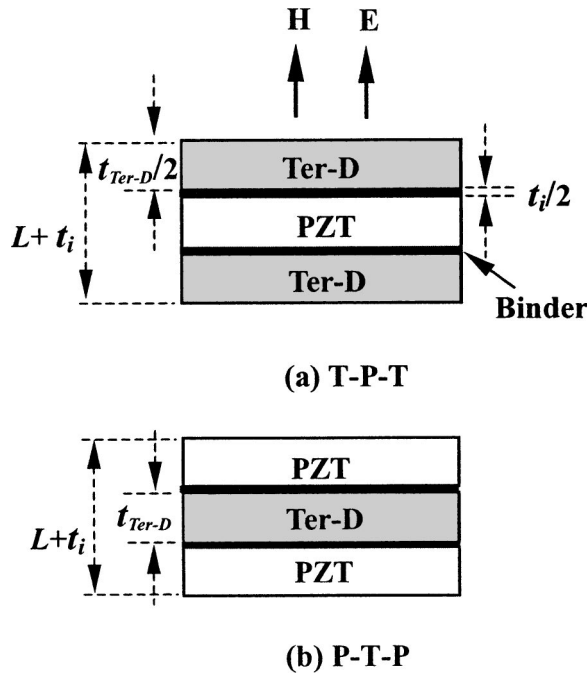 H E
t_Ter-D/2
Ter-D
t_i/2
L+ t_i
PZT
Ter-D
Binder
(a) T-P-T
PZT
L+t_i
t_Ter-D
Ter-D
PZT
(b) P-T-P